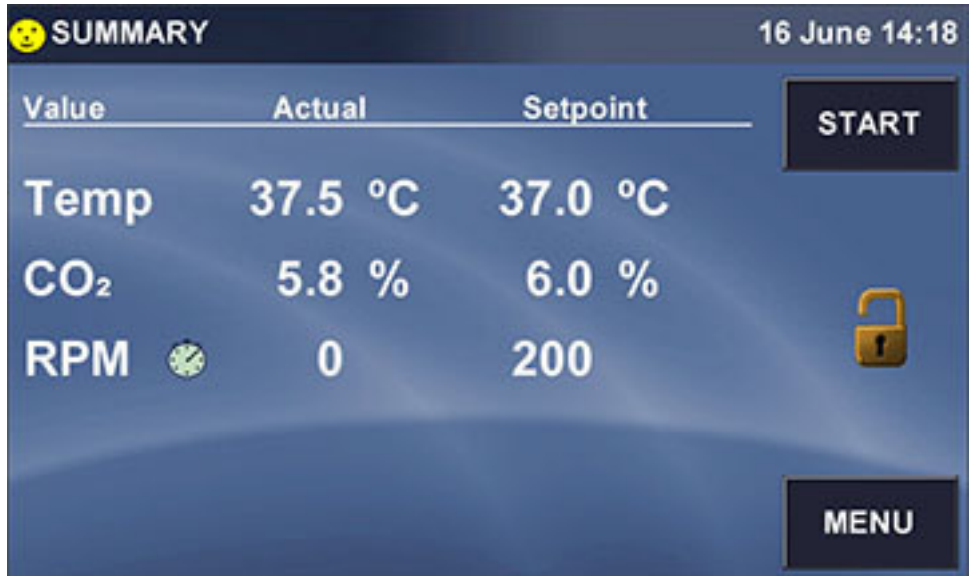 SUMMARY 16 June 14:18
Value Actual Setpoint
START
Temp 37.5 ºC 37.0 ºC
CO₂ 5.8 % 6.0 %
RPM 0 200
MENU